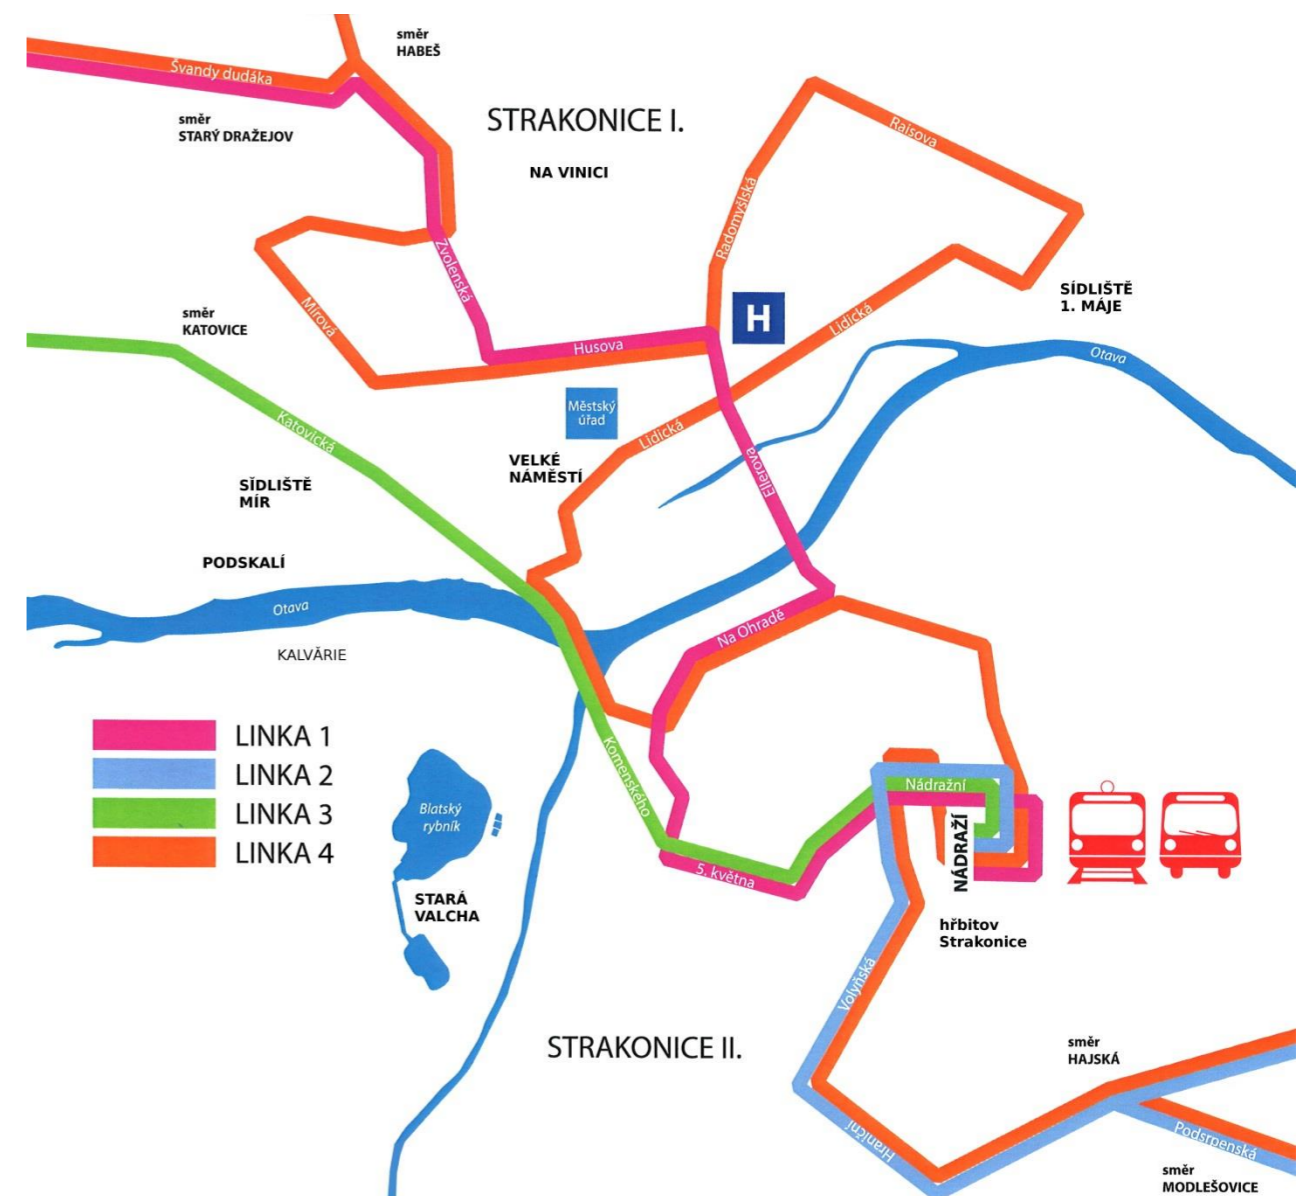 směr
HABEŠ
Švandy dudáka
směr
STARÝ DRAŽEJOV
STRAKONICE I.
NA VINICI
Raisova
Radomyšlská
Zvolenská
SÍDLIŠTĚ
1. MÁJE
Mírová
směr
KATOVICE
H
Lidická
Husova
Otava
Městský
úřad
Katovická
Lidická
VELKÉ
NÁMĚSTÍ
Ellerova
SÍDLIŠTĚ
MÍR
PODSKALÍ
Otava
Na Ohradě
KALVÁRIE
LINKA 1
LINKA 2
LINKA 3
LINKA 4
Komenského
Nádražní
Blatský
rybník
NÁDRAŽÍ
5. května
STARÁ
VALCHA
hřbitov
Strakonice
Volyňská
STRAKONICE II.
směr
HAJSKÁ
Hraniční
Podsrpenská
směr
MODLEŠOVICE